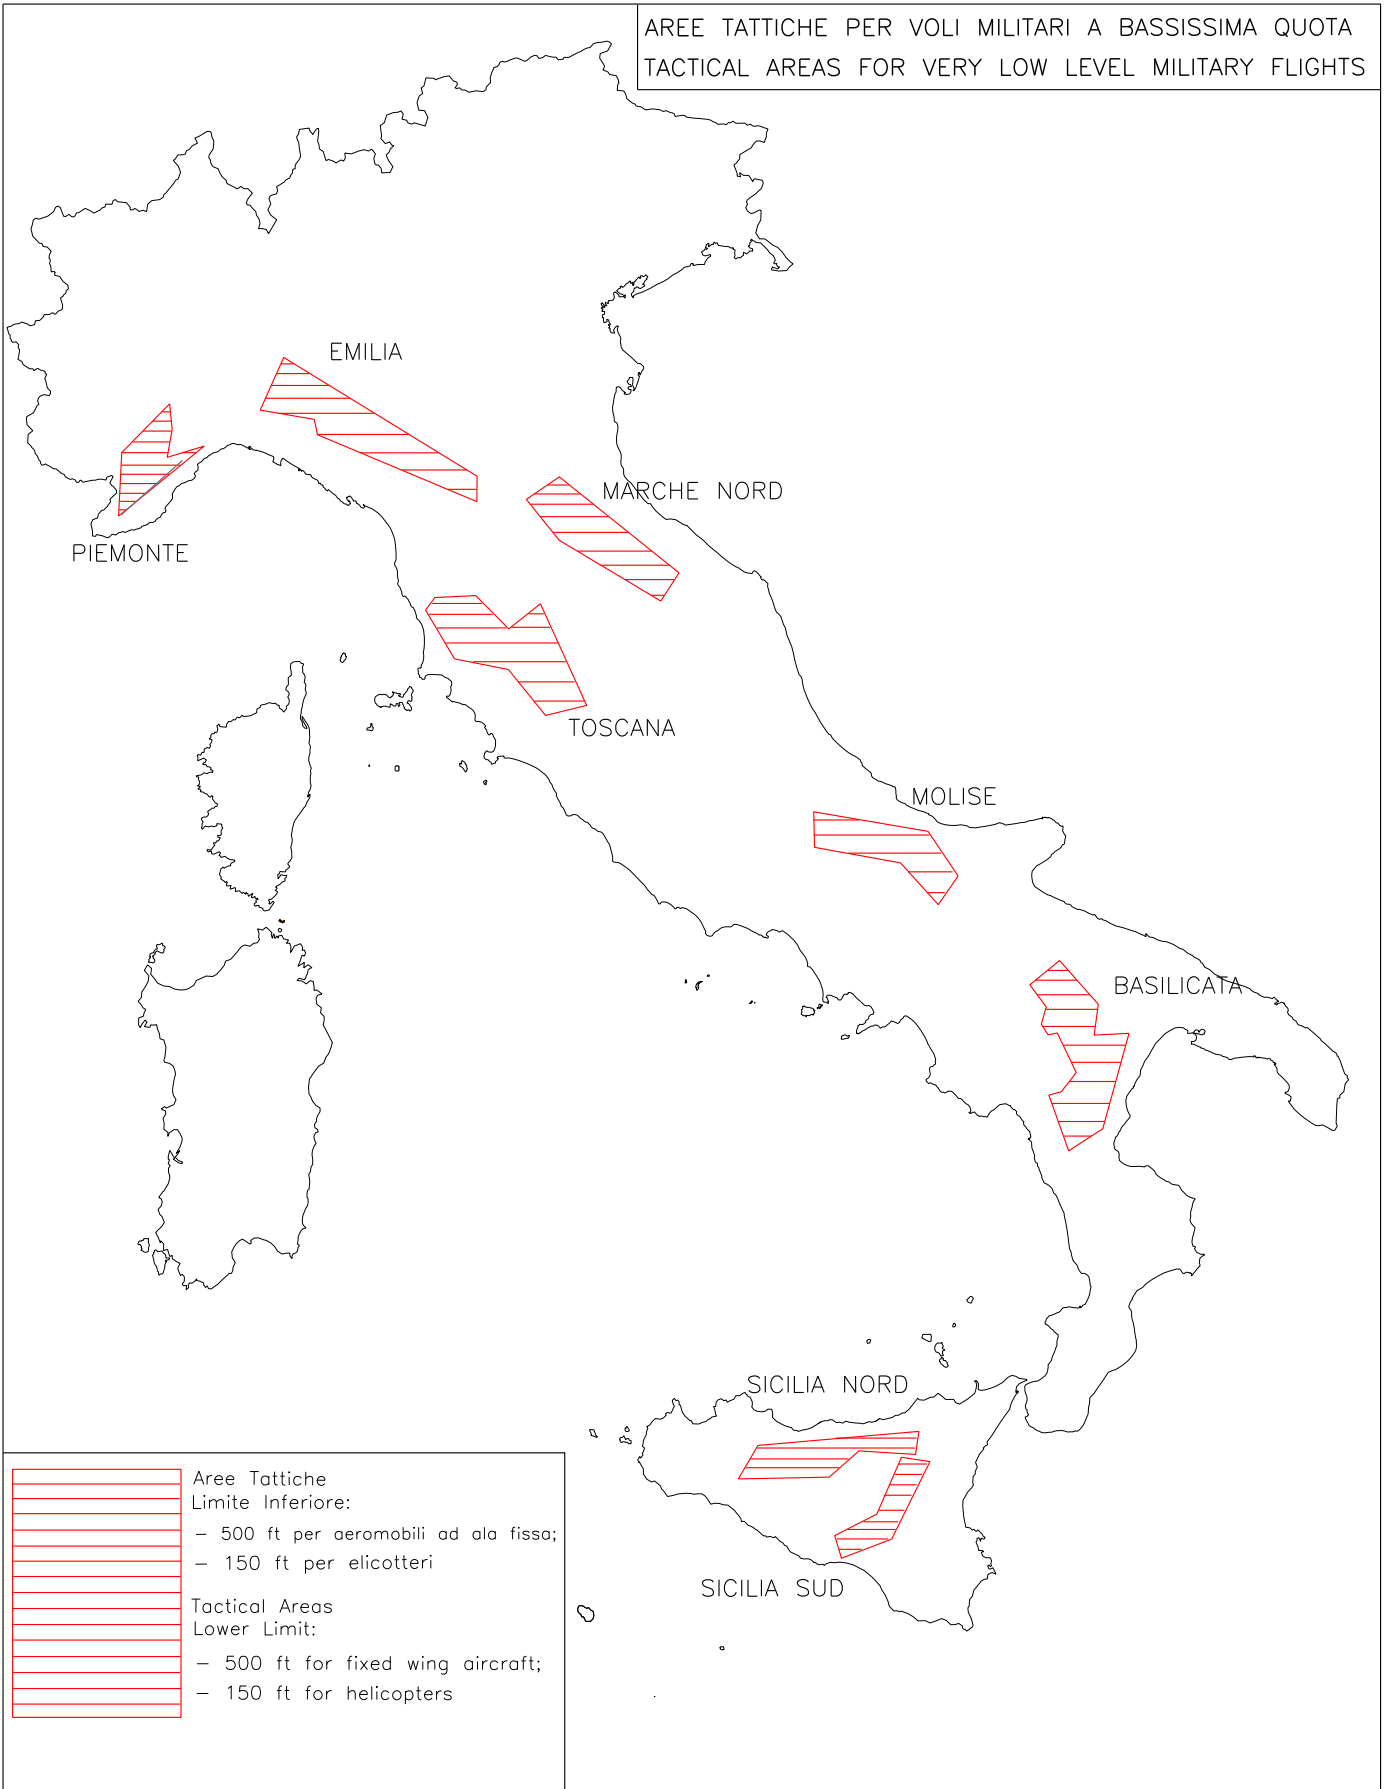 AREE TATTICHE PER VOLI MILITARI A BASSISSIMA QUOTA
TACTICAL AREAS FOR VERY LOW LEVEL MILITARY FLIGHTS
EMILIA
MARCHE NORD
PIEMONTE
TOSCANA
MOLISE
BASILICATA
SICILIA NORD
SICILIA SUD
Aree Tattiche
Limite Inferiore:
– 500 ft per aeromobili ad ala fissa;
– 150 ft per elicotteri
Tactical Areas
Lower Limit:
– 500 ft for fixed wing aircraft;
– 150 ft for helicopters